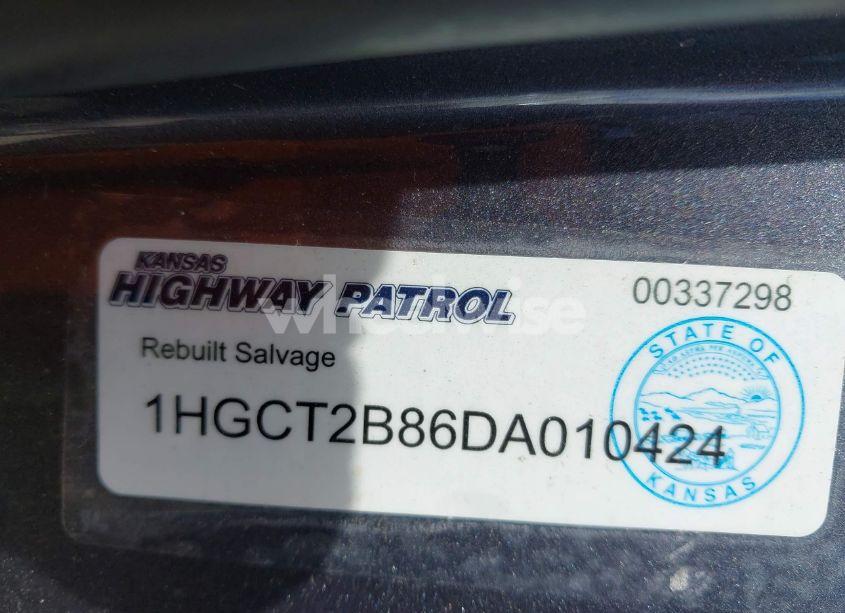 KANSAS
HIGHWAY PATROL
00337298
Rebuilt Salvage
1HGCT2B86DA010424
STATE OF
KANSAS